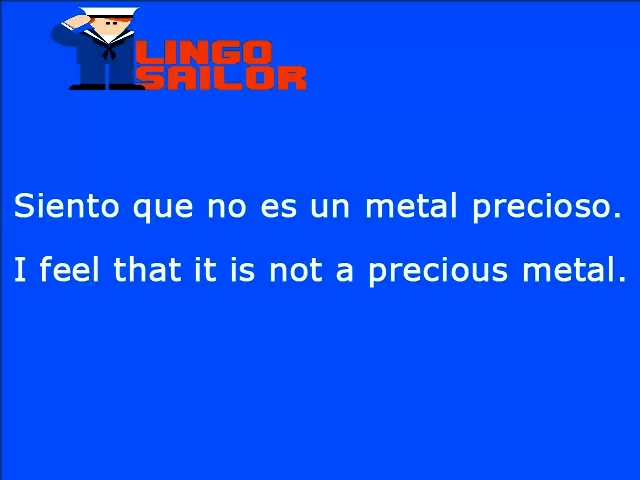 LINGO
SAILOR
Siento que no es un metal precioso.
I feel that it is not a precious metal.